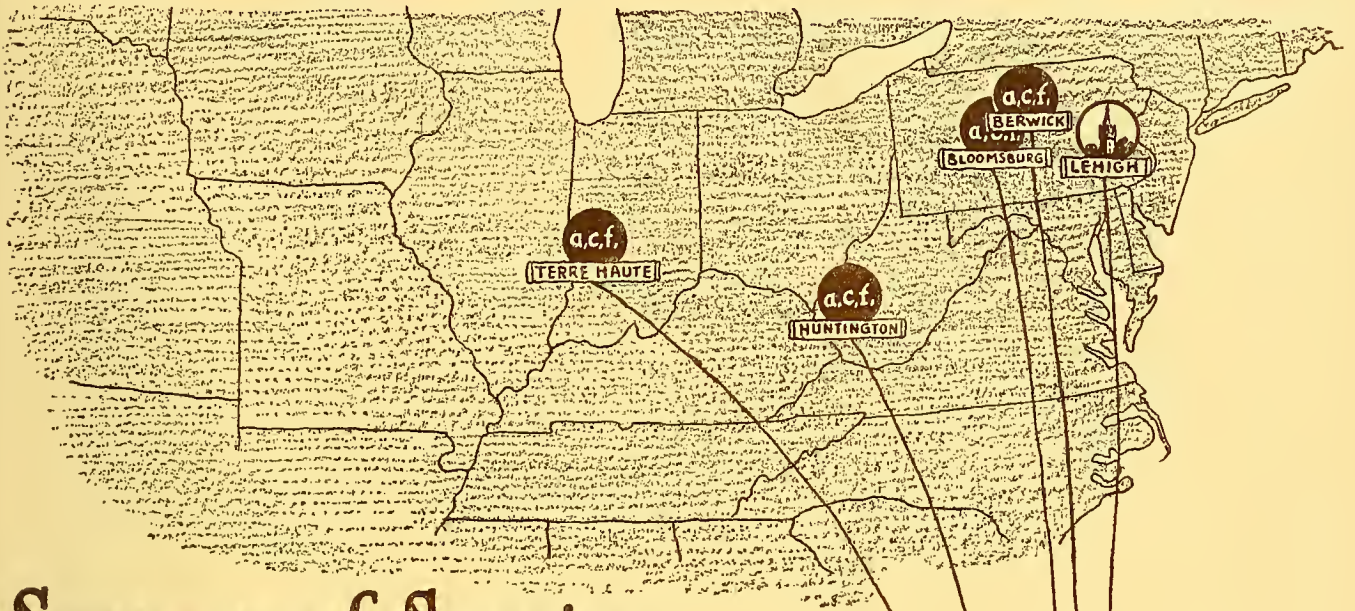 a.c.f.
BERWICK
BLOOMSBURG
LEHIGH
a.c.f.
TERRE HAUTE
a.c.f.
HUNTINGTON